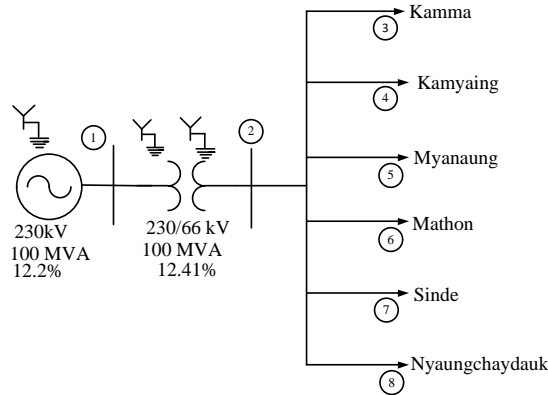 Kamma
3
Kamyaing
4
1
2
Myanaung
5
230kV
100 MVA
12.2%
230/66 kV
100 MVA
12.41%
Mathon
6
Sinde
7
Nyaungchaydauk
8